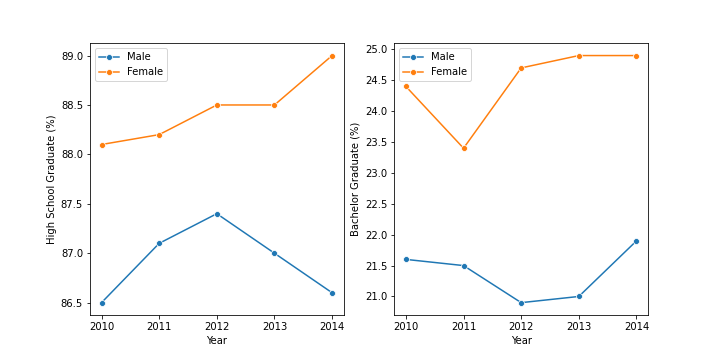 Male
Female
89.0
88.5
88.0
87.5
87.0
86.5
High School Graduate (%)
2010 2011 2012 2013 2014
Year
Male
Female
25.0
24.5
24.0
23.5
23.0
22.5
22.0
21.5
21.0
Bachelor Graduate (%)
2010 2011 2012 2013 2014
Year